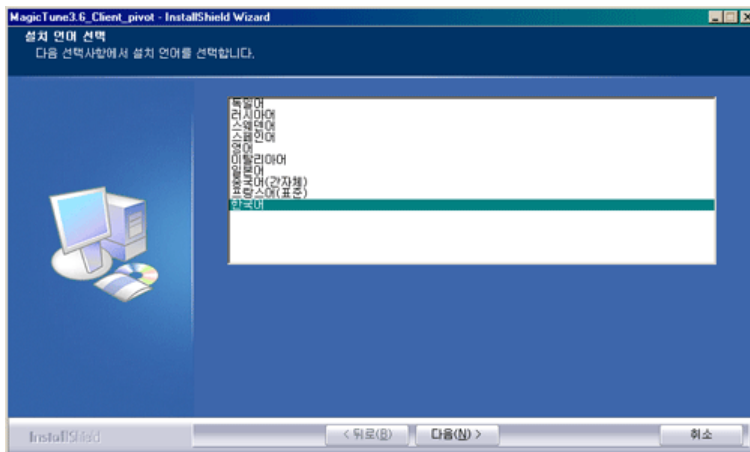 MagicTune3.6_Client_pivot - InstallShield Wizard
설치 언어 선택
다음 선택사항에서 설치 언어를 선택합니다.
독일어
러시아어
스웨덴어
스페인어
영어
이탈리아어
일본어
중국어(간자체)
프랑스어(표준)
한국어
InstallShield
< 뒤로(B)
다음(N) >
취소